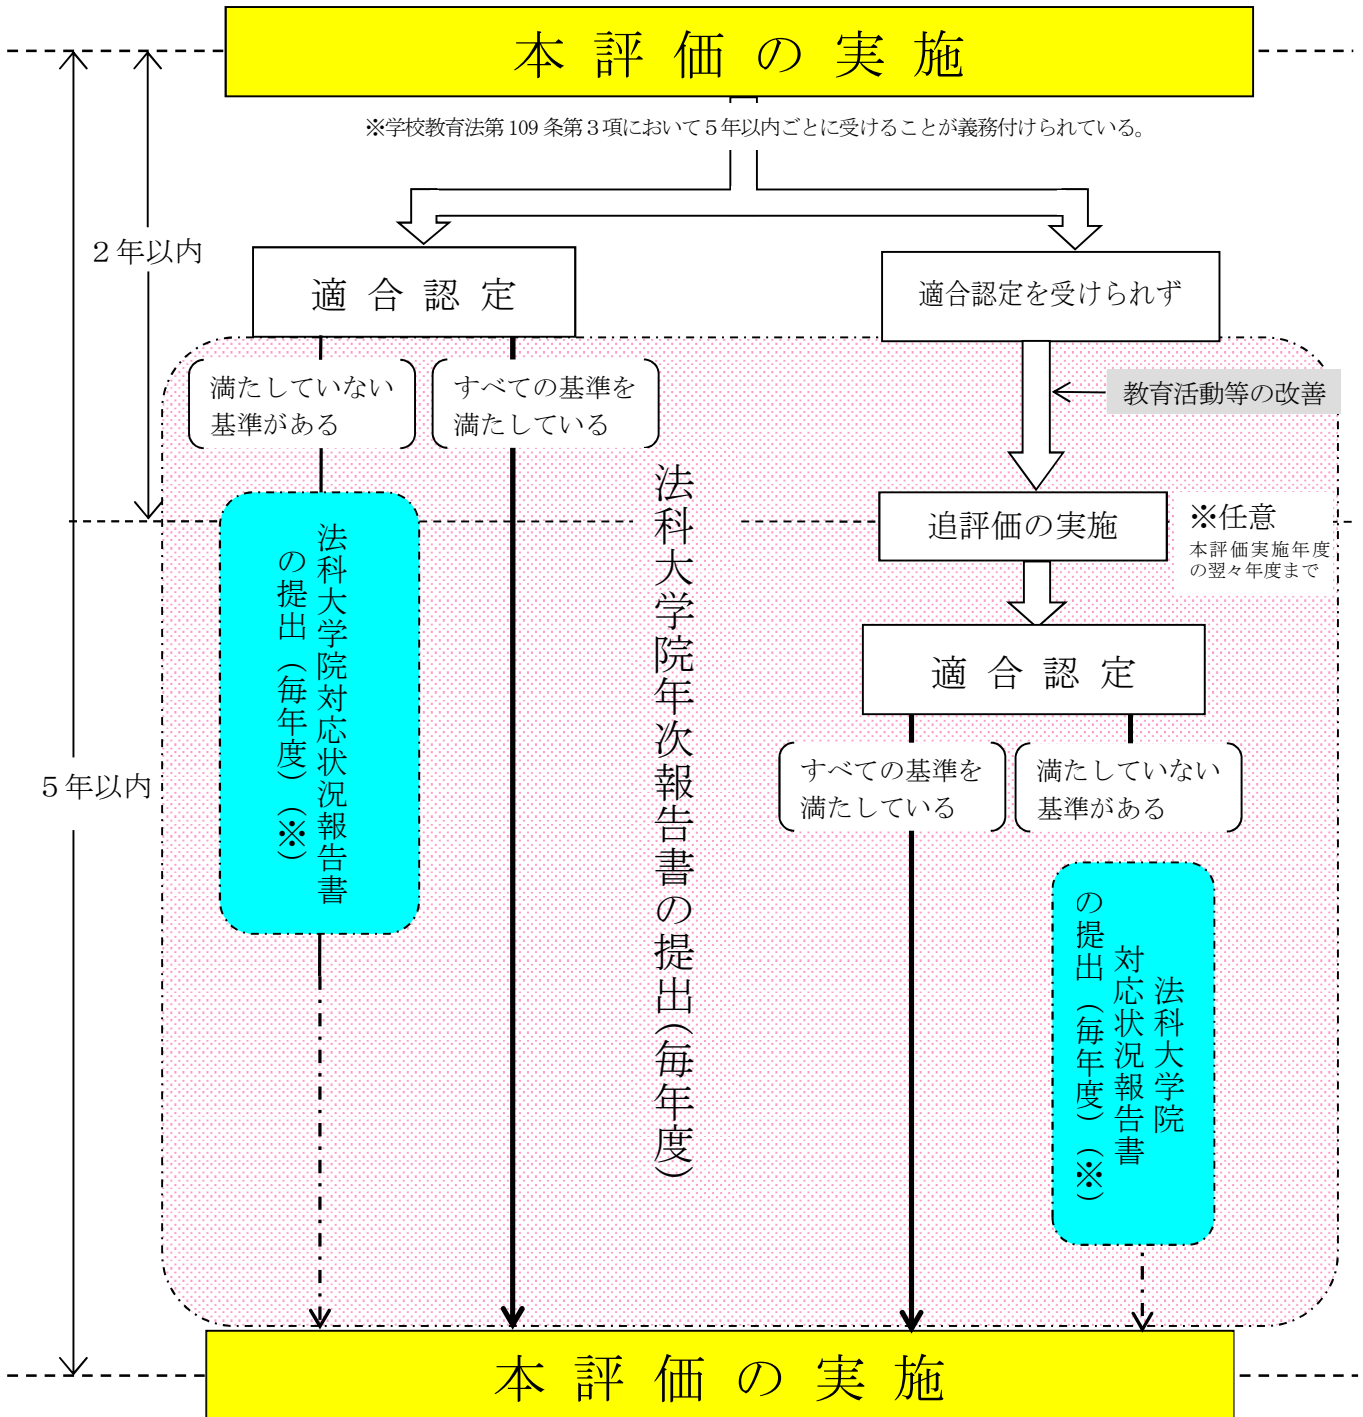 本評価の実施
※学校教育法第109条第3項において5年以内ごとに受けることが義務付けられている。
2年以内
適合認定
適合認定を受けられず
満たしていない
基準がある
すべての基準を
満たしている
教育活動等の改善
追評価の実施
※任意
本評価実施年度
の翌々年度まで
法科大学院対応状況報告書
の提出（毎年度）（※）
法科大学院年次報告書の提出（毎年度）
適合認定
5年以内
すべての基準を
満たしている
満たしていない
基準がある
法科大学院
対応状況報告書
の提出（毎年度）（※）
本評価の実施